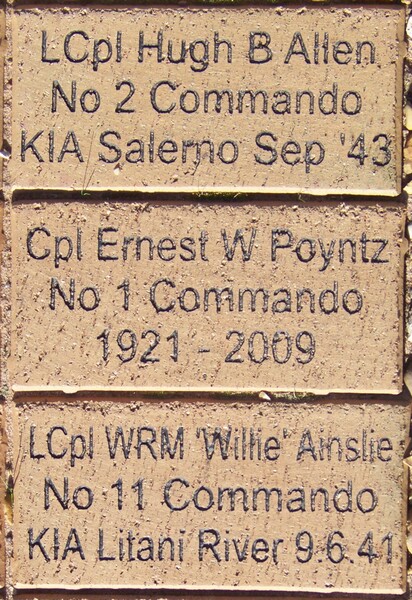 LCpl Hugh B Allen
No 2 Commando
KIA Salerno Sep '43
Cpl Ernest W Poyntz
No 1 Commando
1921 - 2009
LCpl WRM 'Willie' Ainslie
No 11 Commando
KIA Litani River 9.6.41